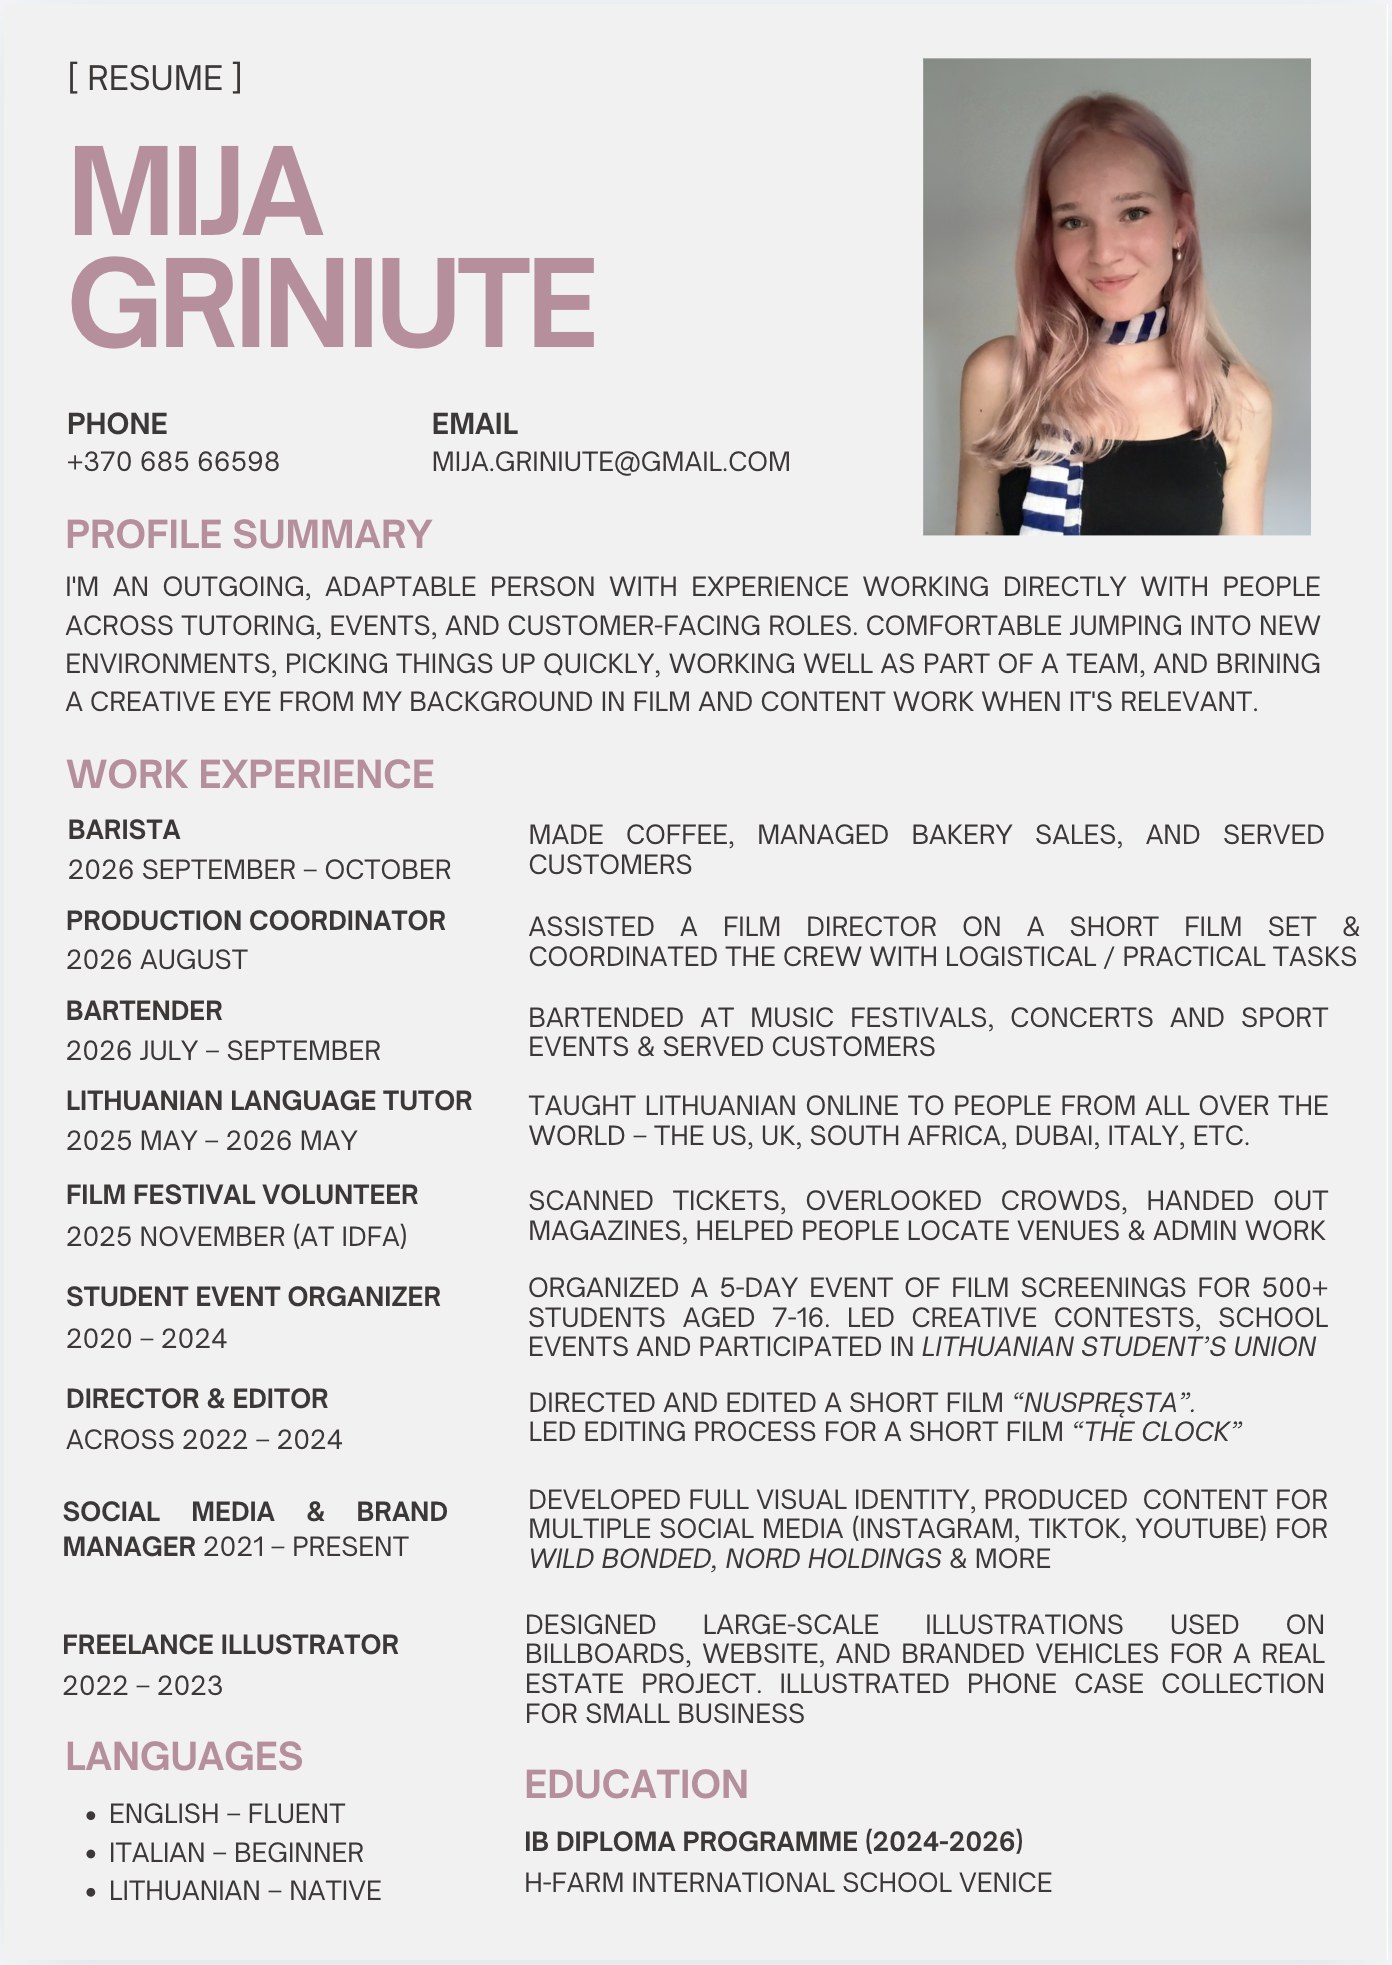 [ RESUME ]
MIJA
GRINIUTE
PHONE
+370 685 66598
EMAIL
MIJA.GRINIUTE@GMAIL.COM
PROFILE SUMMARY
I'M AN OUTGOING, ADAPTABLE PERSON WITH EXPERIENCE WORKING DIRECTLY WITH PEOPLE
ACROSS TUTORING, EVENTS, AND CUSTOMER-FACING ROLES. COMFORTABLE JUMPING INTO NEW
ENVIRONMENTS, PICKING THINGS UP QUICKLY, WORKING WELL AS PART OF A TEAM, AND BRINING
A CREATIVE EYE FROM MY BACKGROUND IN FILM AND CONTENT WORK WHEN IT'S RELEVANT.
WORK EXPERIENCE
BARISTA
2026 SEPTEMBER – OCTOBER
MADE COFFEE, MANAGED BAKERY SALES, AND SERVED
CUSTOMERS
PRODUCTION COORDINATOR
2026 AUGUST
ASSISTED A FILM DIRECTOR ON A SHORT FILM SET &
COORDINATED THE CREW WITH LOGISTICAL / PRACTICAL TASKS
BARTENDER
2026 JULY – SEPTEMBER
BARTENDED AT MUSIC FESTIVALS, CONCERTS AND SPORT
EVENTS & SERVED CUSTOMERS
LITHUANIAN LANGUAGE TUTOR
2025 MAY – 2026 MAY
TAUGHT LITHUANIAN ONLINE TO PEOPLE FROM ALL OVER THE
WORLD – THE US, UK, SOUTH AFRICA, DUBAI, ITALY, ETC.
FILM FESTIVAL VOLUNTEER
2025 NOVEMBER (AT IDFA)
SCANNED TICKETS, OVERLOOKED CROWDS, HANDED OUT
MAGAZINES, HELPED PEOPLE LOCATE VENUES & ADMIN WORK
STUDENT EVENT ORGANIZER
2020 – 2024
ORGANIZED A 5-DAY EVENT OF FILM SCREENINGS FOR 500+
STUDENTS AGED 7-16. LED CREATIVE CONTESTS, SCHOOL
EVENTS AND PARTICIPATED IN LITHUANIAN STUDENT’S UNION
DIRECTOR & EDITOR
ACROSS 2022 – 2024
DIRECTED AND EDITED A SHORT FILM “NUSPRĘSTA”.
LED EDITING PROCESS FOR A SHORT FILM “THE CLOCK”
SOCIAL MEDIA & BRAND
MANAGER 2021 – PRESENT
DEVELOPED FULL VISUAL IDENTITY, PRODUCED CONTENT FOR
MULTIPLE SOCIAL MEDIA (INSTAGRAM, TIKTOK, YOUTUBE) FOR
WILD BONDED, NORD HOLDINGS & MORE
FREELANCE ILLUSTRATOR
2022 – 2023
DESIGNED LARGE-SCALE ILLUSTRATIONS USED ON
BILLBOARDS, WEBSITE, AND BRANDED VEHICLES FOR A REAL
ESTATE PROJECT. ILLUSTRATED PHONE CASE COLLECTION
FOR SMALL BUSINESS
LANGUAGES
• ENGLISH – FLUENT
• ITALIAN – BEGINNER
• LITHUANIAN – NATIVE
EDUCATION
IB DIPLOMA PROGRAMME (2024-2026)
H-FARM INTERNATIONAL SCHOOL VENICE